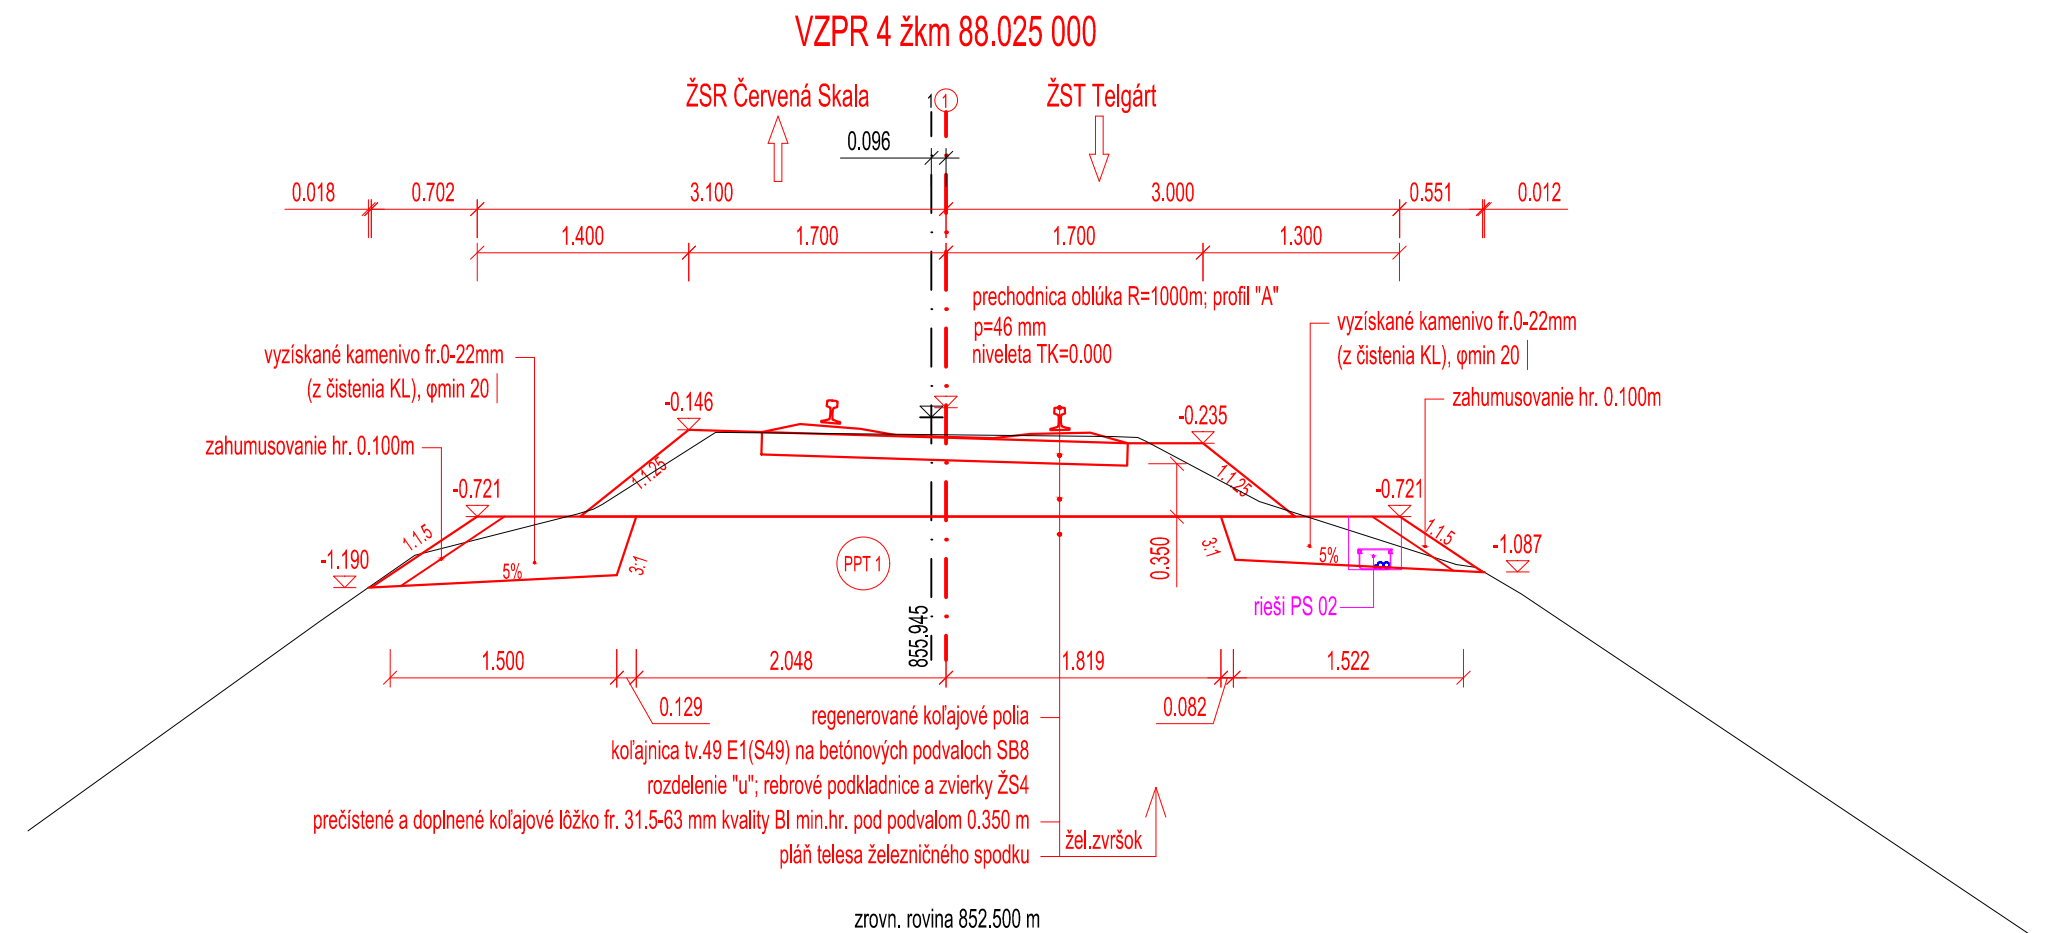 VZPR 4 žkm 88.025 000
ŽSR Červená Skala
1
1
ŽST Telgárt
0.096
0.018
0.702
3.100
3.000
0.551
0.012
1.400
1.700
1.700
1.300
prechodnica oblúka R=1000m; profil "A"
p=46 mm
niveleta TK=0.000
vyzískané kamenivo fr.0-22mm
(z čistenia KL), φmin 20
vyzískané kamenivo fr.0-22mm
(z čistenia KL), φmin 20
zahumusovanie hr. 0.100m
zahumusovanie hr. 0.100m
-0.146
-0.235
-0.721
-0.721
1:1.25
1:1.25
1:1.5
1:1.5
-1.190
-1.087
5%
3:1
PPT 1
0.350
3:1
5%
rieši PS 02
855.945
1.500
2.048
1.819
1.522
0.129
0.082
regenerované koľajové polia
koľajnica tv.49 E1(S49) na betónových podvaloch SB8
rozdelenie "u"; rebrové podkladnice a zvierky ŽS4
prečístené a doplnené koľajové lôžko fr. 31.5-63 mm kvality BI min.hr. pod podvalom 0.350 m
žel.zvršok
pláň telesa železničného spodku
zrovn. rovina 852.500 m